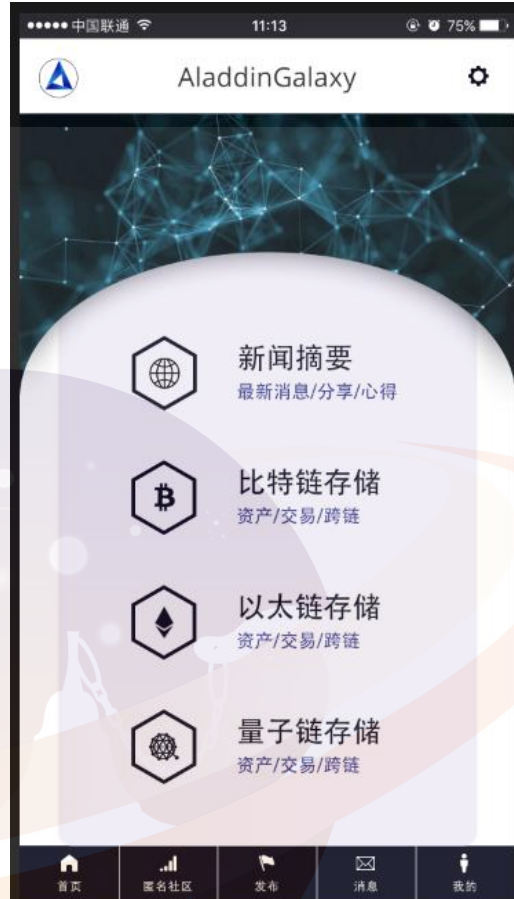 中国联通
11:13
75%
AladdinGalaxy
新闻摘要
最新消息/分享/心得
比特链存储
资产/交易/跨链
以太链存储
资产/交易/跨链
量子链存储
资产/交易/跨链
首页
匿名社区
发布
消息
我的